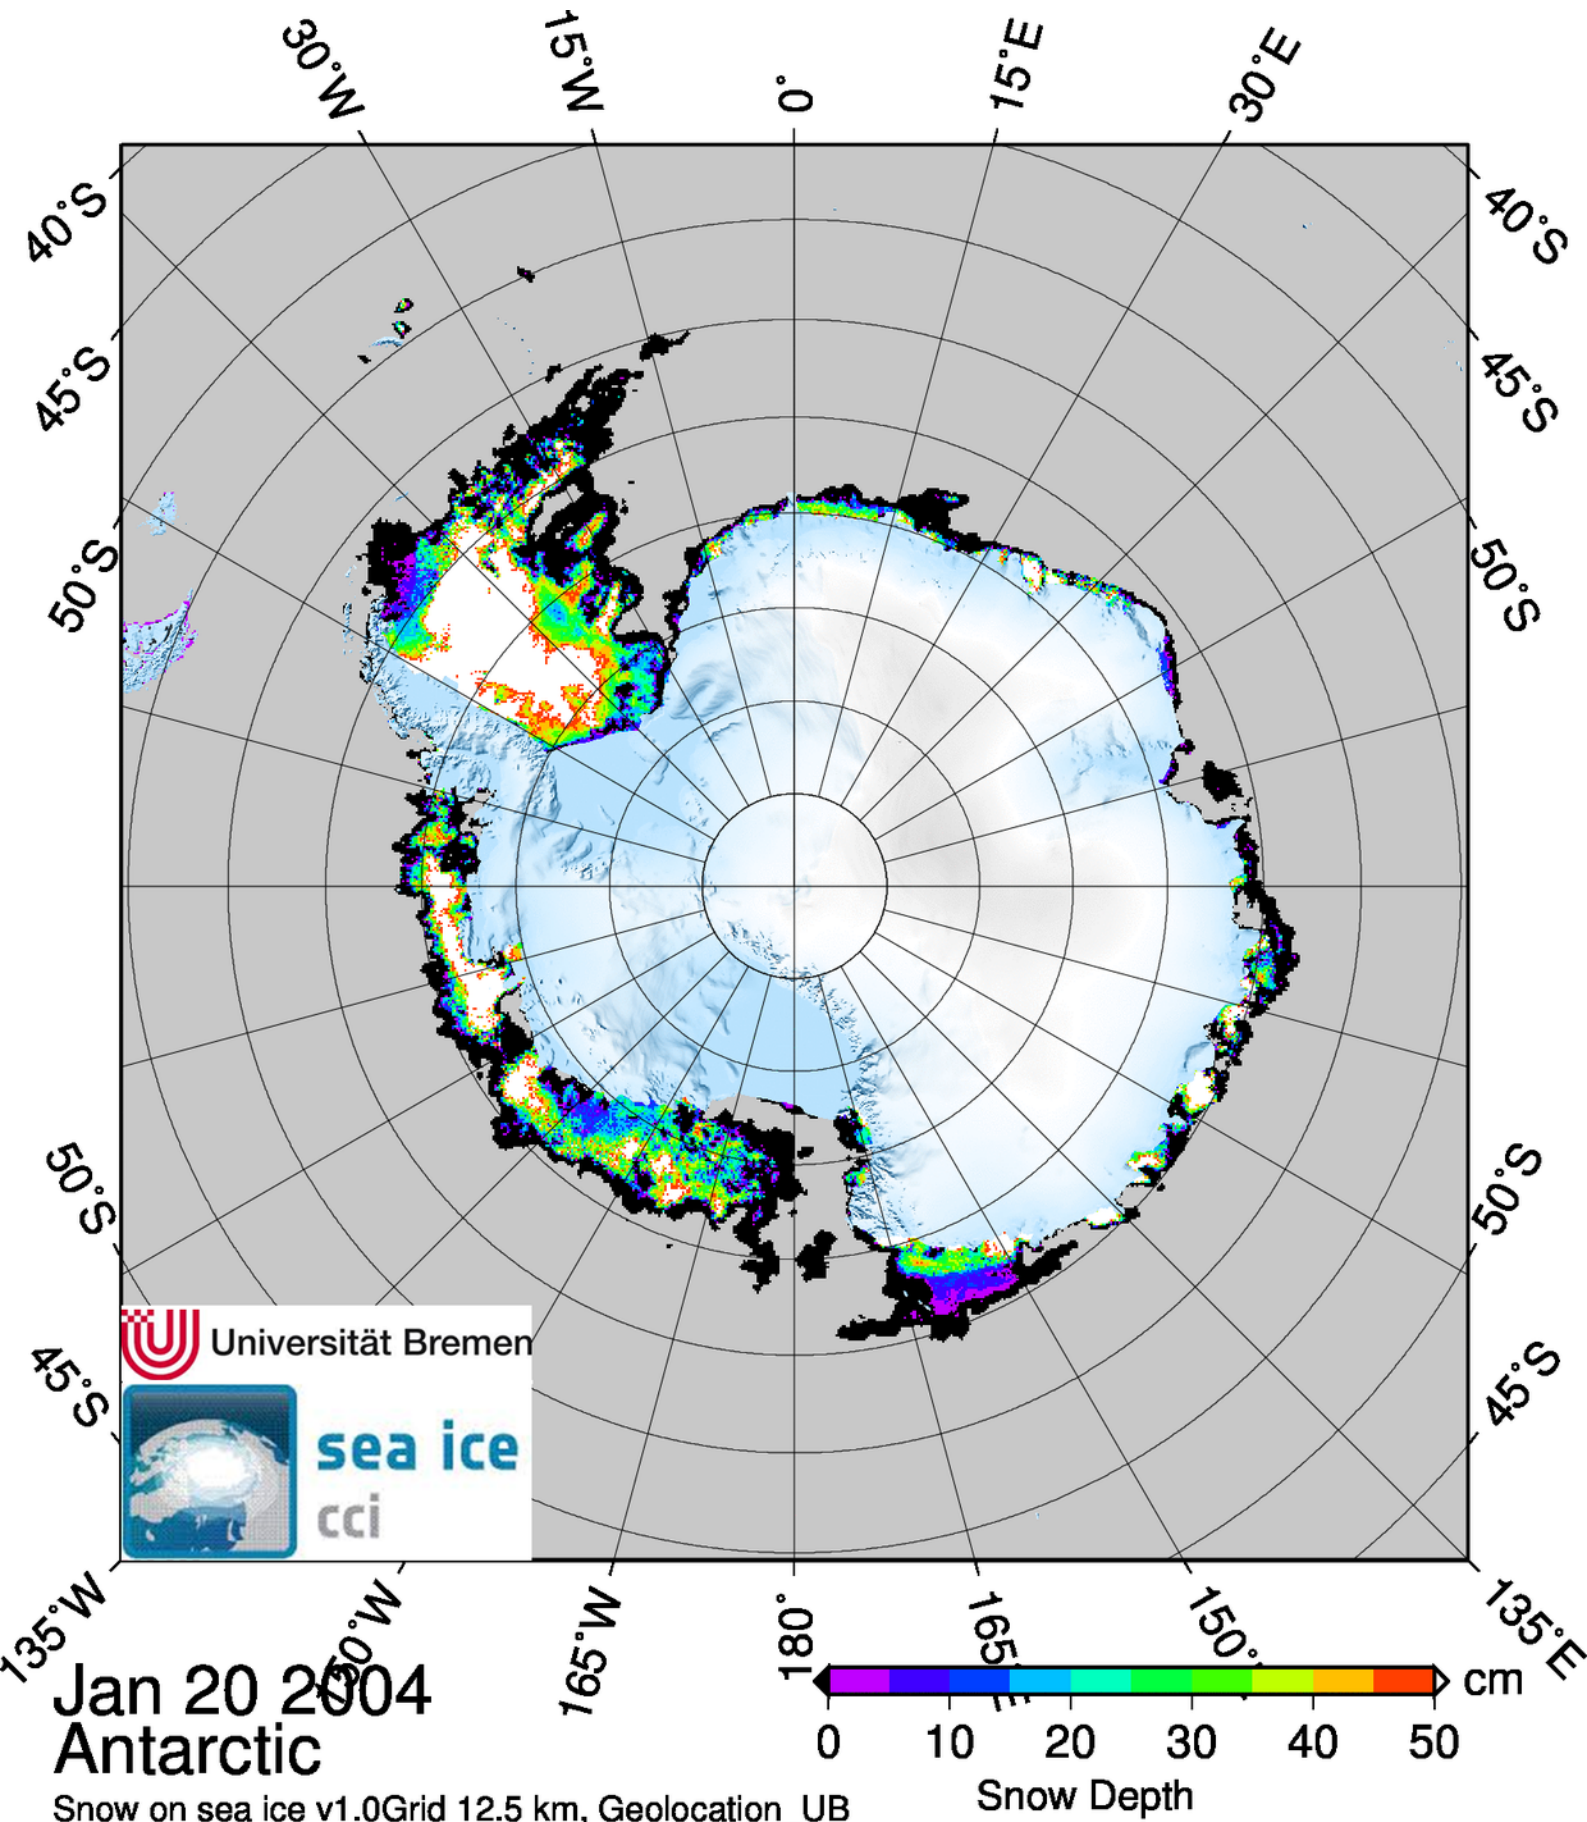 30°W 15°W 0° 15°E 30°E
40°S 40°S
45°S 45°S
50°S 50°S
50°S 50°S
45°S 45°S
Universität Bremen
sea ice
cci
135°W 150°W 165°W 180° 165°E 150° 135°E
Jan 20 2004
Antarctic
Snow on sea ice v1.0Grid 12.5 km, Geolocation UB
cm
0 10 20 30 40 50
Snow Depth